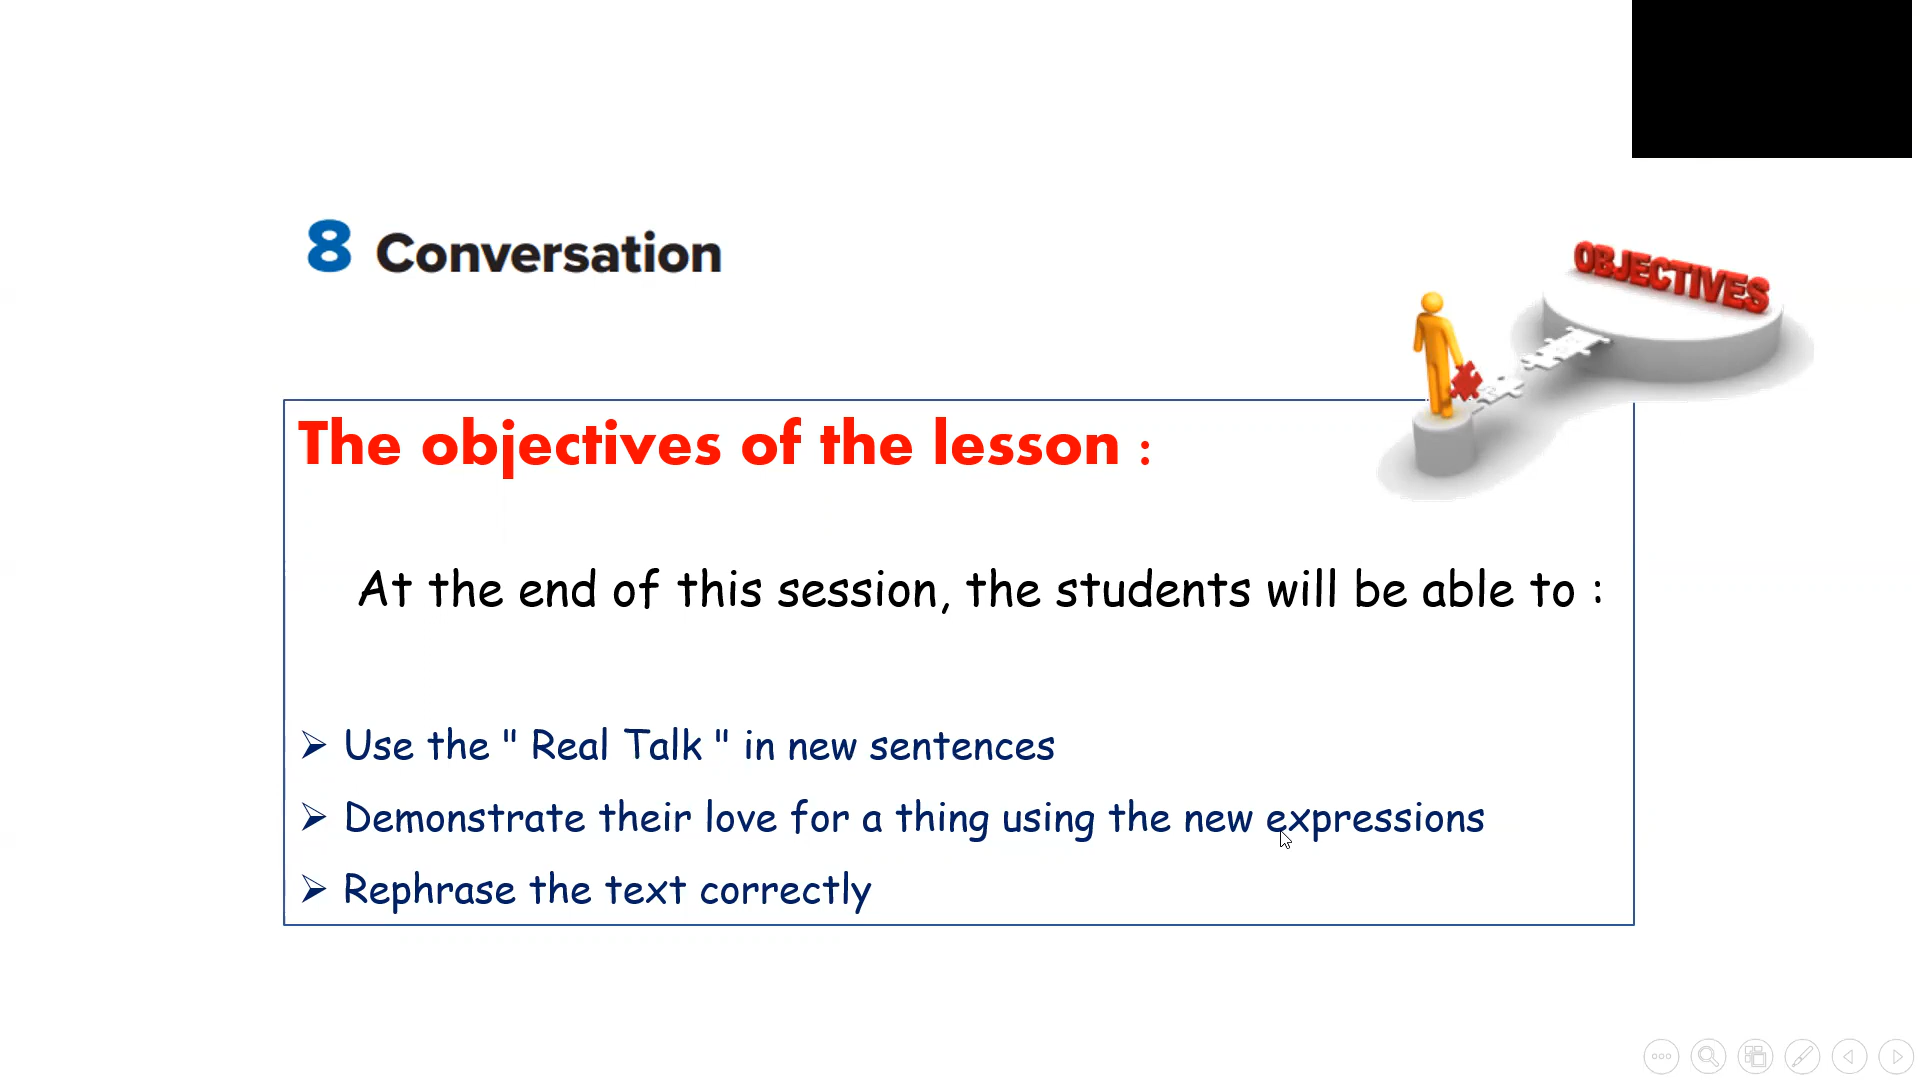 8 Conversation
OBJECTIVES
The objectives of the lesson :
At the end of this session, the students will be able to :
➢ Use the " Real Talk " in new sentences
➢ Demonstrate their love for a thing using the new expressions
➢ Rephrase the text correctly